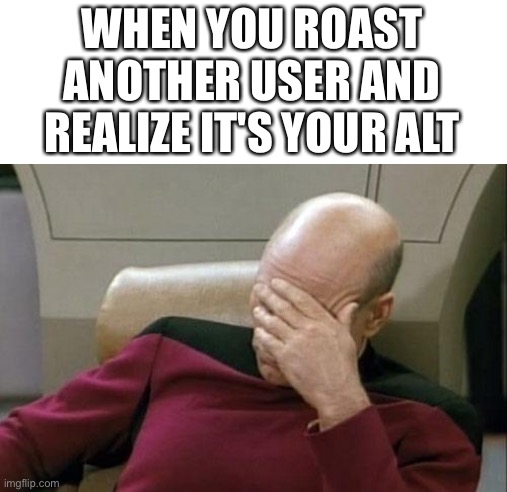 WHEN YOU ROAST
ANOTHER USER AND
REALIZE IT'S YOUR ALT
imgflip.com